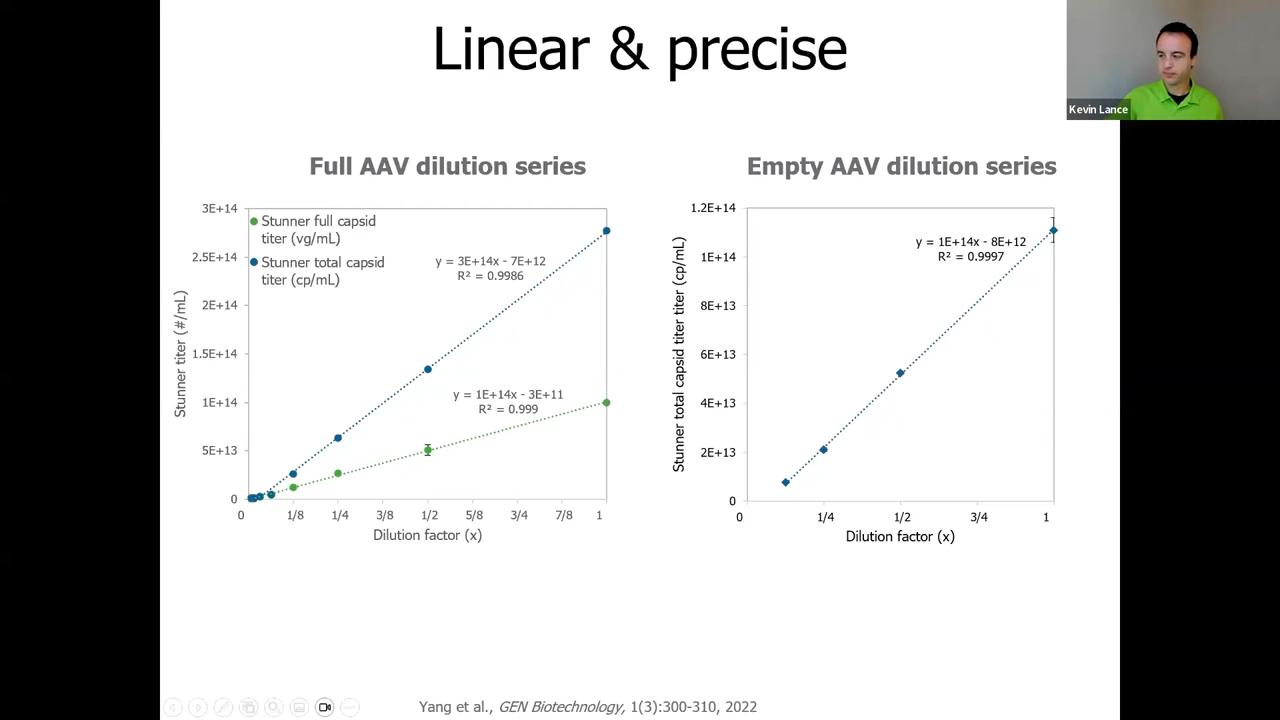 Linear & precise
Kevin Lance
Full AAV dilution series
3E+14
2.5E+14
2E+14
1.5E+14
1E+14
5E+13
0
Stunner titer (#/mL)
Stunner full capsid
titer (vg/mL)
Stunner total capsid
titer (cp/mL)
y = 3E+14x - 7E+12
R² = 0.9986
y = 1E+14x - 3E+11
R² = 0.999
0 1/8 1/4 3/8 1/2 5/8 3/4 7/8 1
Dilution factor (x)
Empty AAV dilution series
1.2E+14
1E+14
8E+13
6E+13
4E+13
2E+13
0
Stunner total capsid titer titer (cp/mL)
y = 1E+14x - 8E+12
R² = 0.9997
0 1/4 1/2 3/4 1
Dilution factor (x)
Yang et al., GEN Biotechnology, 1(3):300-310, 2022